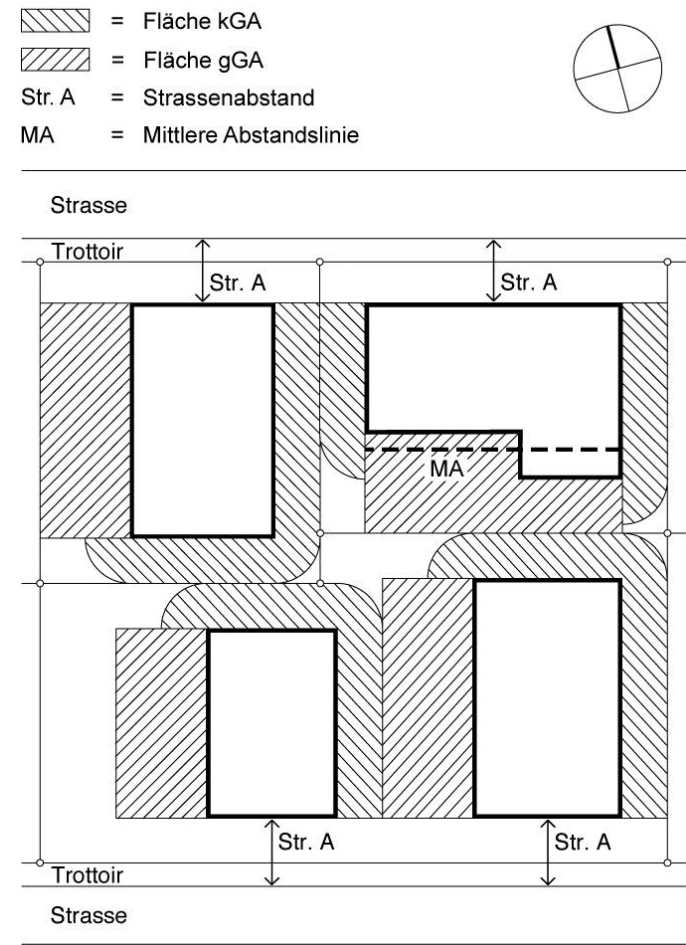 = Fläche kGA
= Fläche gGA
Str. A = Strassenabstand
MA = Mittlere Abstandslinie
Strasse
Trottoir
Str. A
Str. A
MA
Str. A
Str. A
Trottoir
Strasse